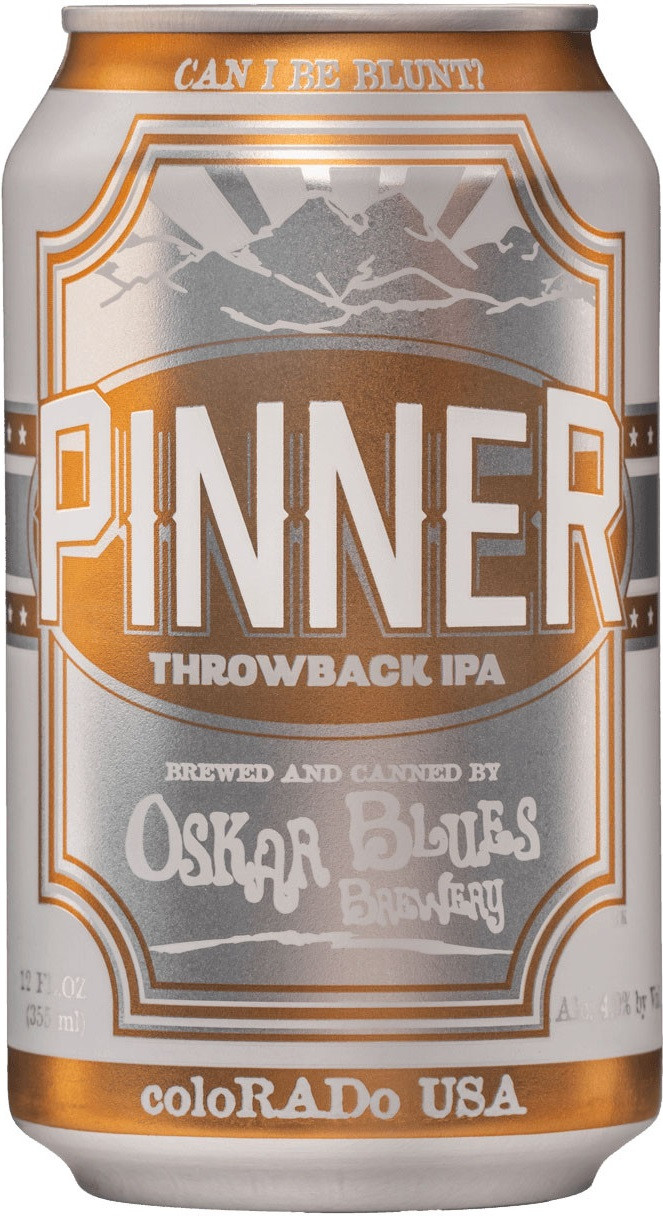 CAN I BE BLUNT?
PINNER
THROWBACK IPA
BREWED AND CANNED BY
OSKAR BLUES
BREWERY
12 FL.OZ
(355 ml)
% by
coloRADo USA